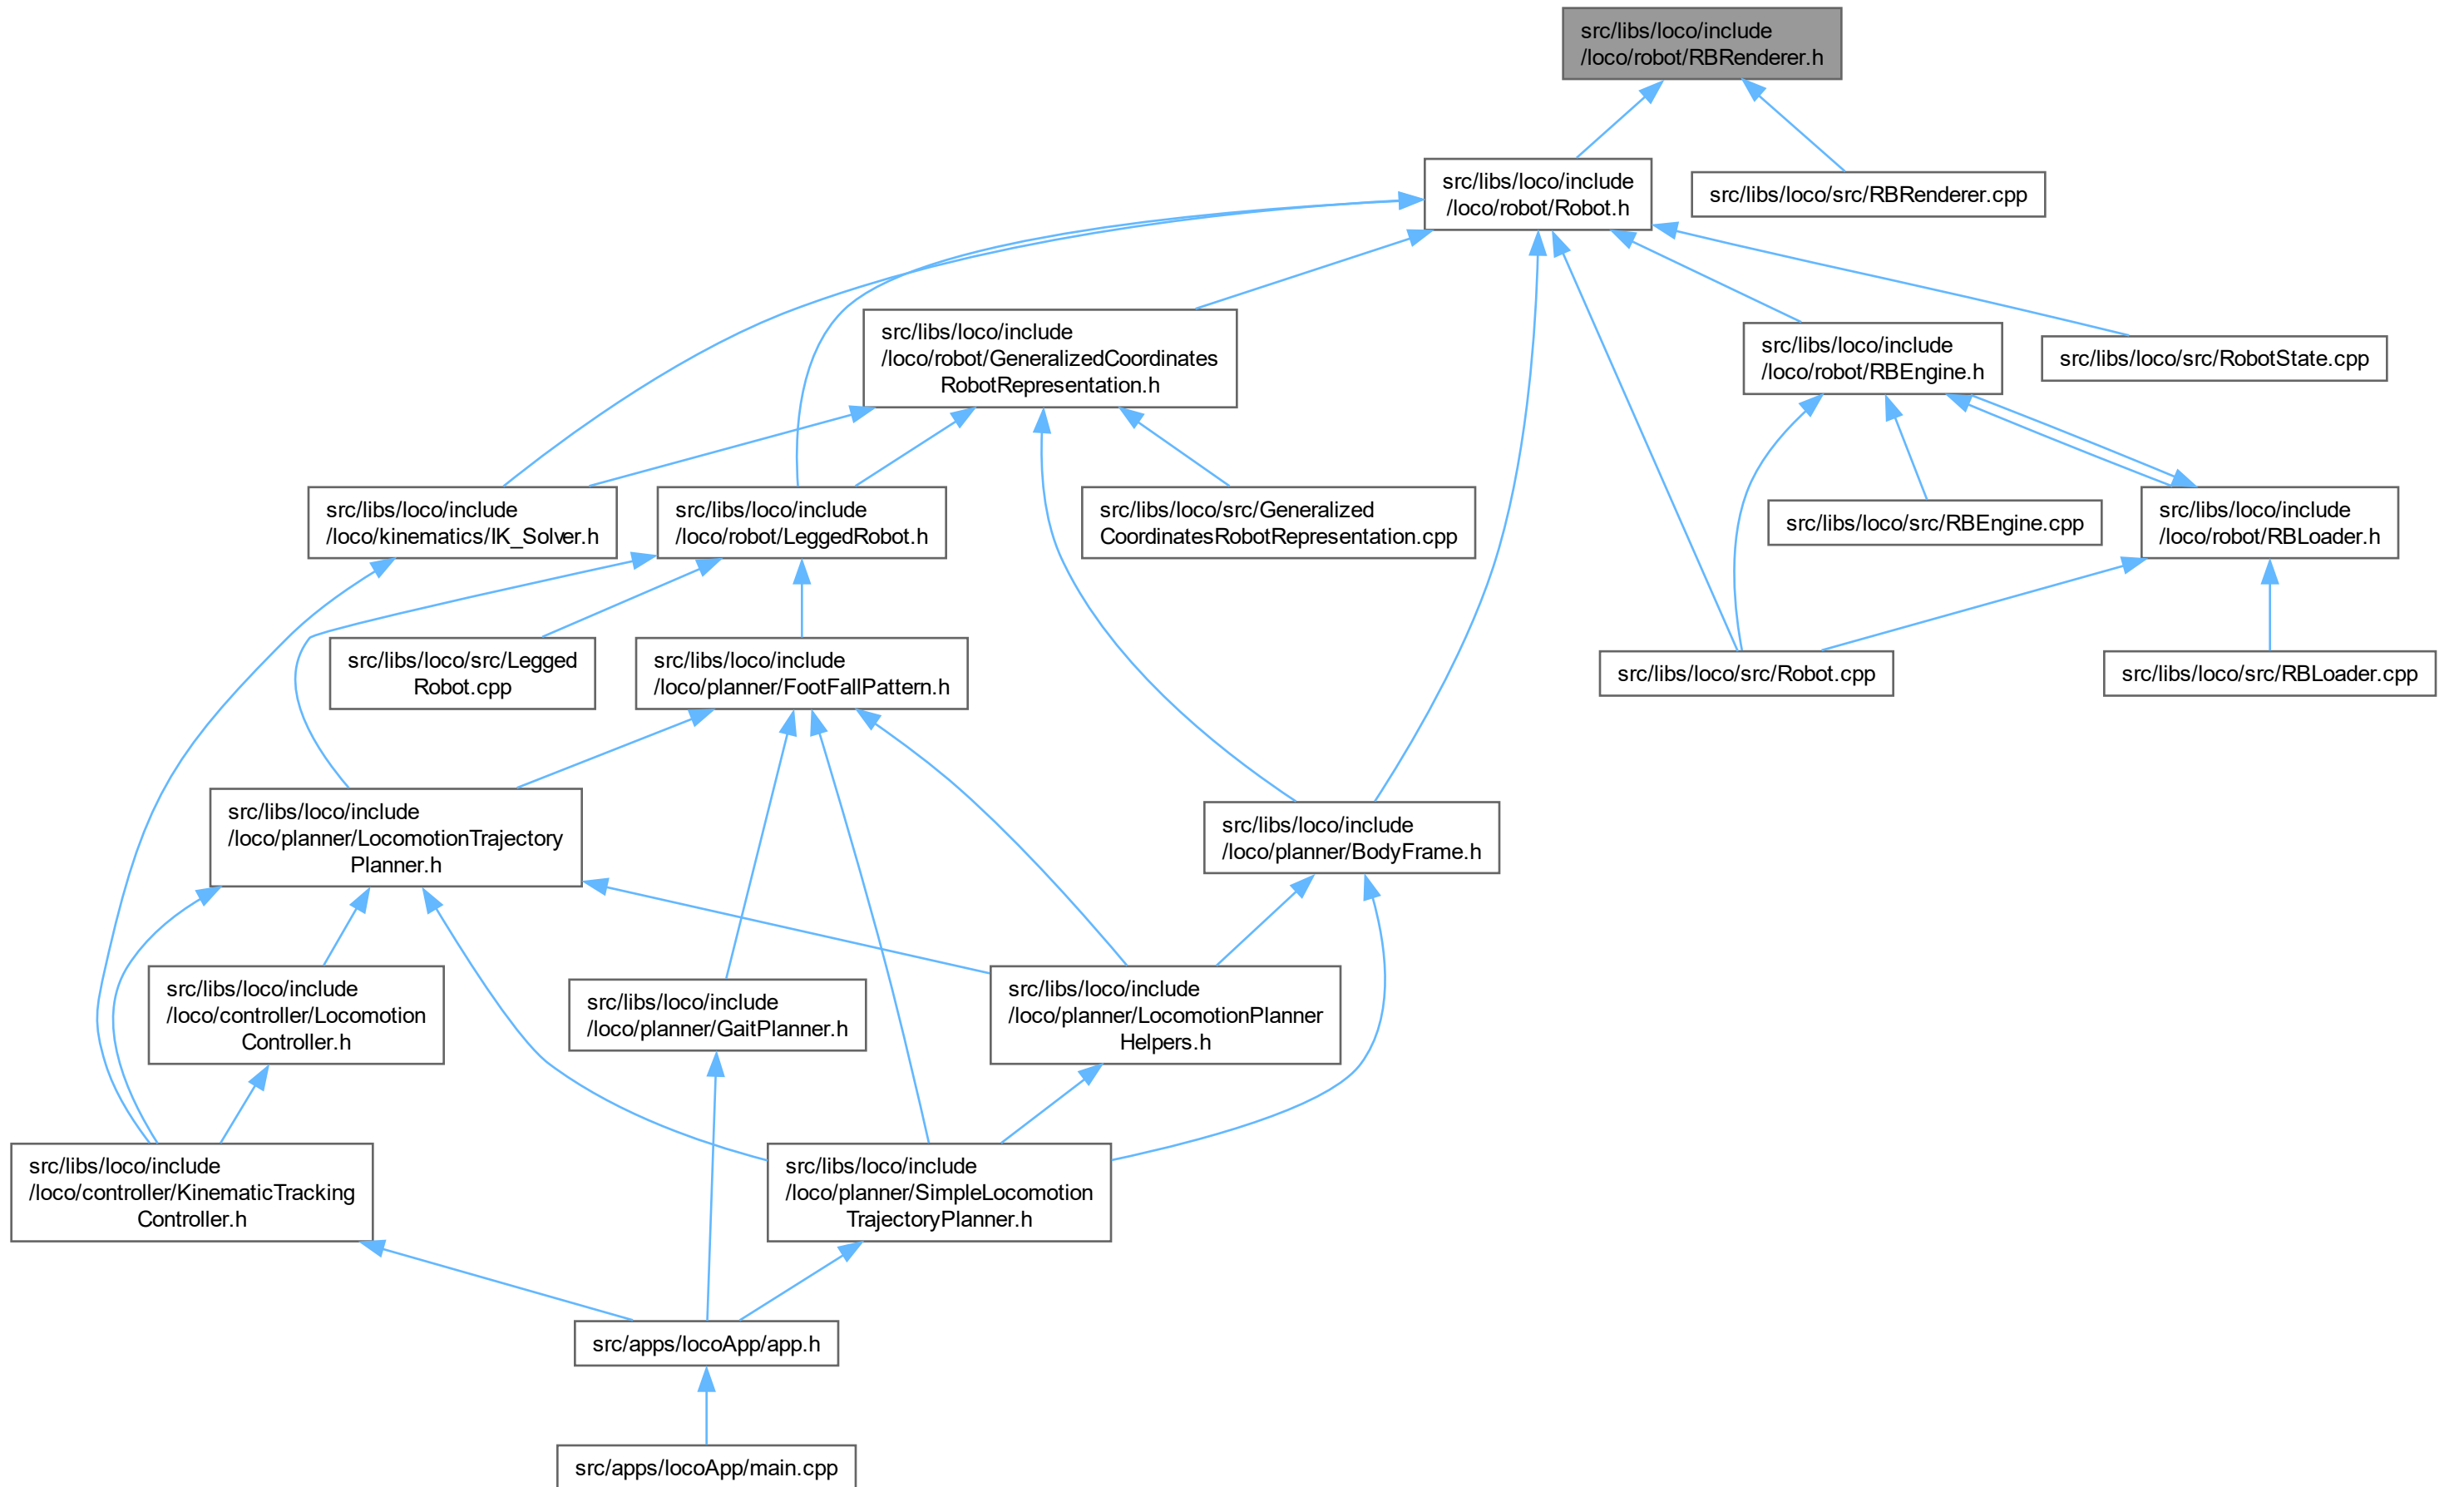 src/libs/loco/include
/loco/robot/RBRenderer.h
src/libs/loco/include
/loco/robot/Robot.h
src/libs/loco/src/RBRenderer.cpp
src/libs/loco/include
/loco/robot/GeneralizedCoordinates
RobotRepresentation.h
src/libs/loco/include
/loco/robot/RBEngine.h
src/libs/loco/src/RobotState.cpp
src/libs/loco/include
/loco/kinematics/IK_Solver.h
src/libs/loco/include
/loco/robot/LeggedRobot.h
src/libs/loco/src/Generalized
CoordinatesRobotRepresentation.cpp
src/libs/loco/src/RBEngine.cpp
src/libs/loco/include
/loco/robot/RBLoader.h
src/libs/loco/src/Legged
Robot.cpp
src/libs/loco/include
/loco/planner/FootFallPattern.h
src/libs/loco/src/Robot.cpp
src/libs/loco/src/RBLoader.cpp
src/libs/loco/include
/loco/planner/LocomotionTrajectory
Planner.h
src/libs/loco/include
/loco/planner/BodyFrame.h
src/libs/loco/include
/loco/controller/Locomotion
Controller.h
src/libs/loco/include
/loco/planner/GaitPlanner.h
src/libs/loco/include
/loco/planner/LocomotionPlanner
Helpers.h
src/libs/loco/include
/loco/controller/KinematicTracking
Controller.h
src/libs/loco/include
/loco/planner/SimpleLocomotion
TrajectoryPlanner.h
src/apps/locoApp/app.h
src/apps/locoApp/main.cpp